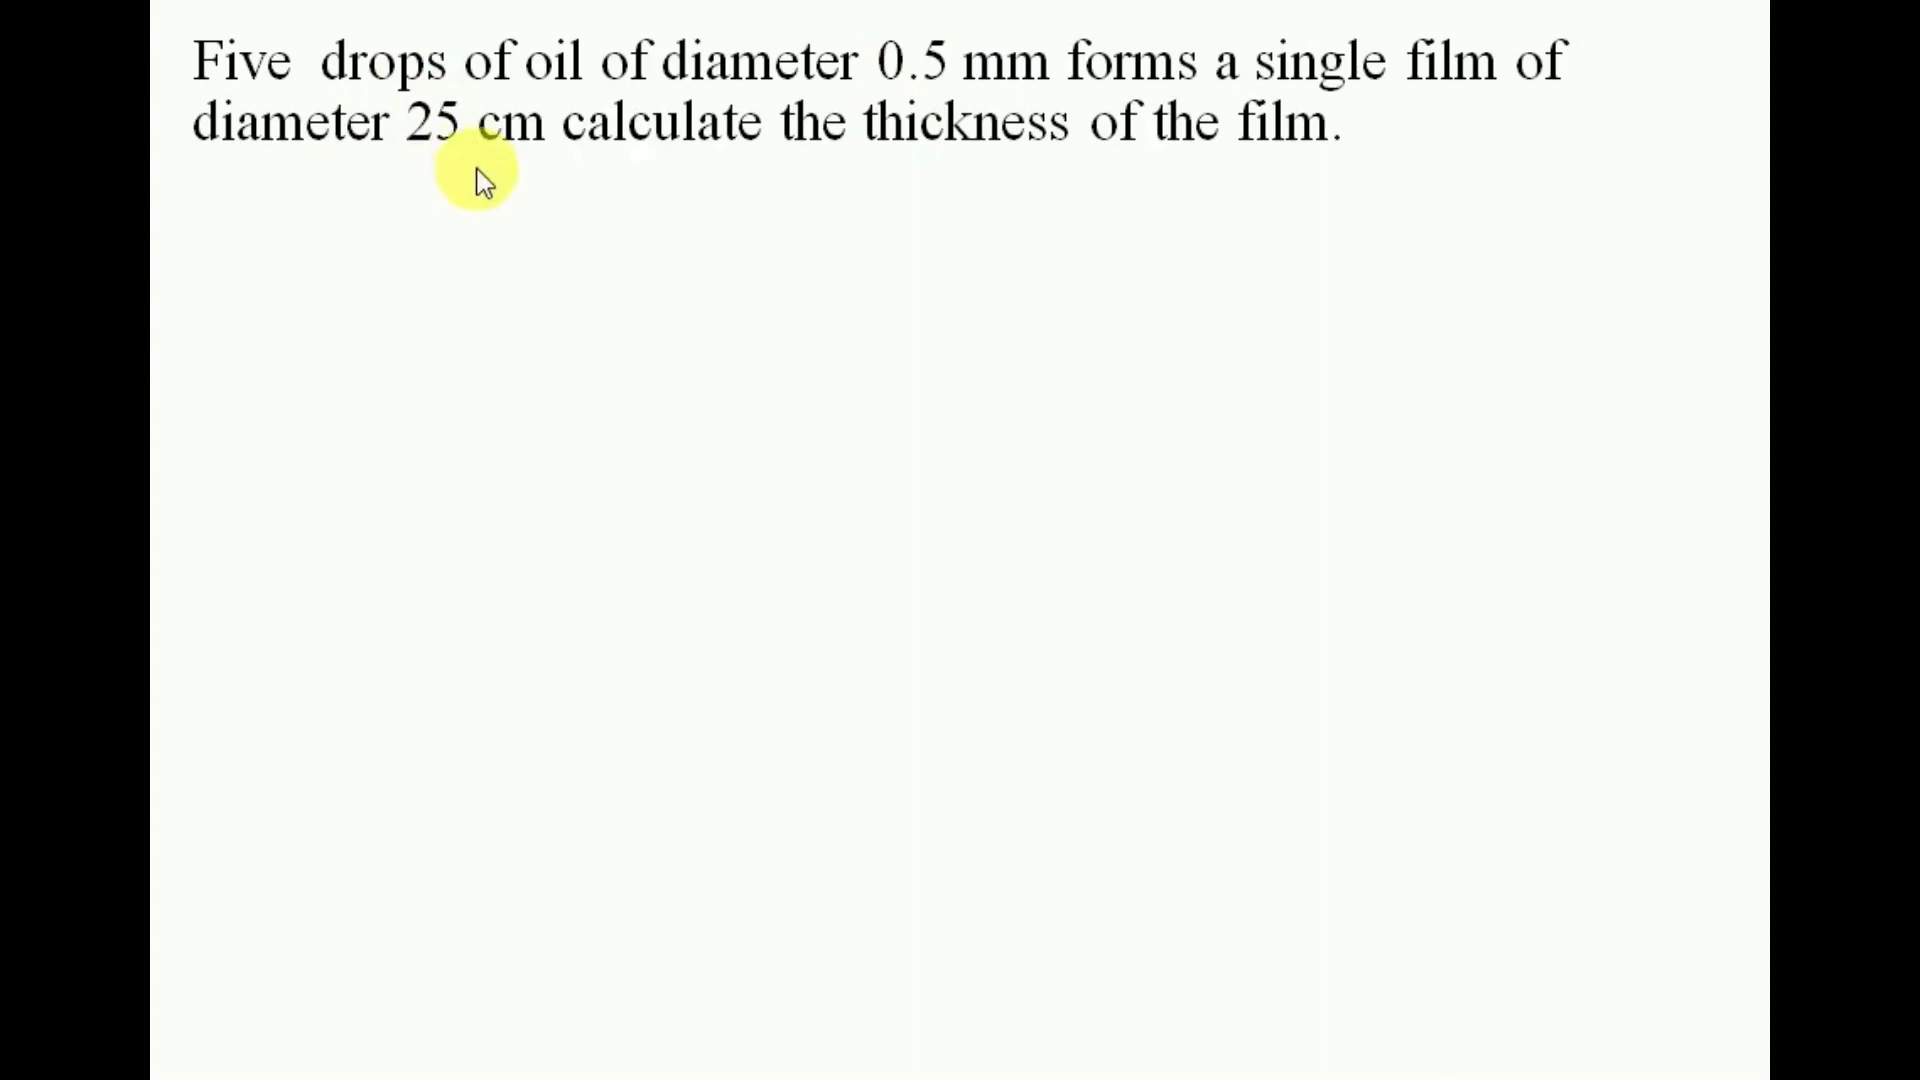 Five drops of oil of diameter 0.5 mm forms a single film of
diameter 25 cm calculate the thickness of the film.